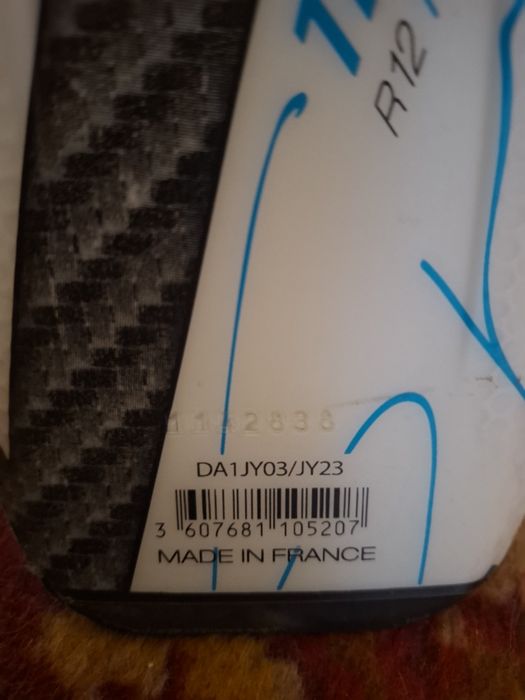 R12
DA1JY03/JY23
3 607681 105207
MADE IN FRANCE